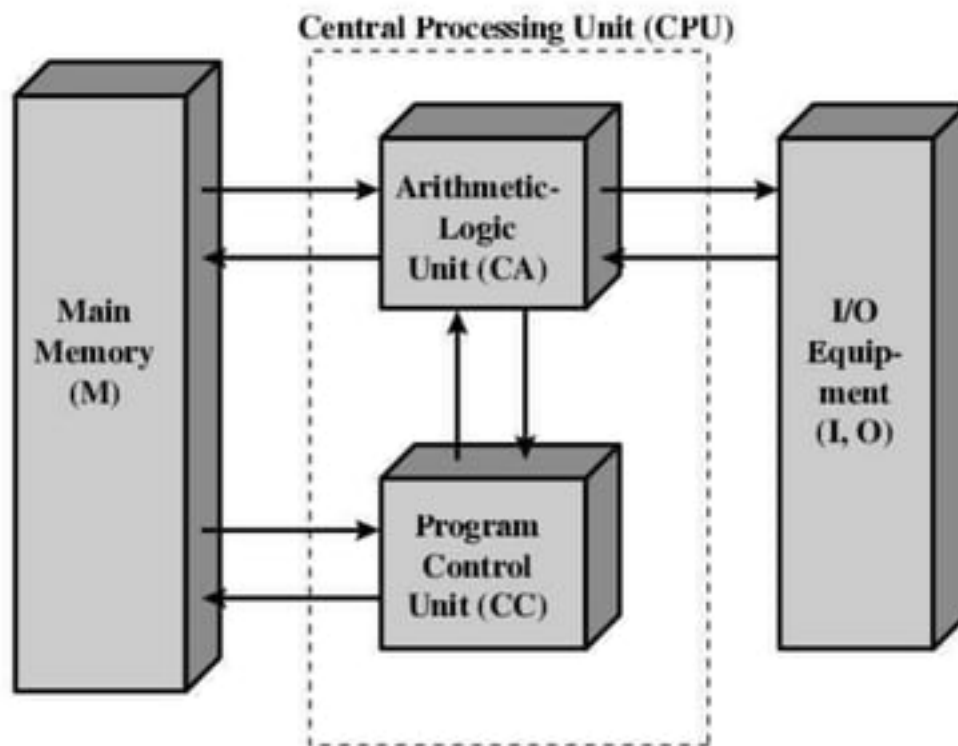 Central Processing Unit (CPU)
Main
Memory
(M)
Arithmetic-
Logic
Unit (CA)
Program
Control
Unit (CC)
I/O
Equip-
ment
(I, O)